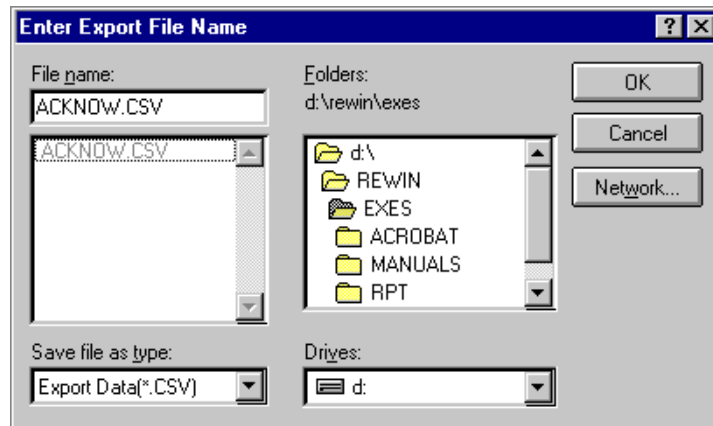 Enter Export File Name
File name:
ACKNOW.CSV
ACKNOW.CSV
Save file as type:
Export Data(*.CSV)
Folders:
d:\rewin\exes
d:\
REWIN
EXES
ACROBAT
MANUALS
RPT
Drives:
d:
OK
Cancel
Network...